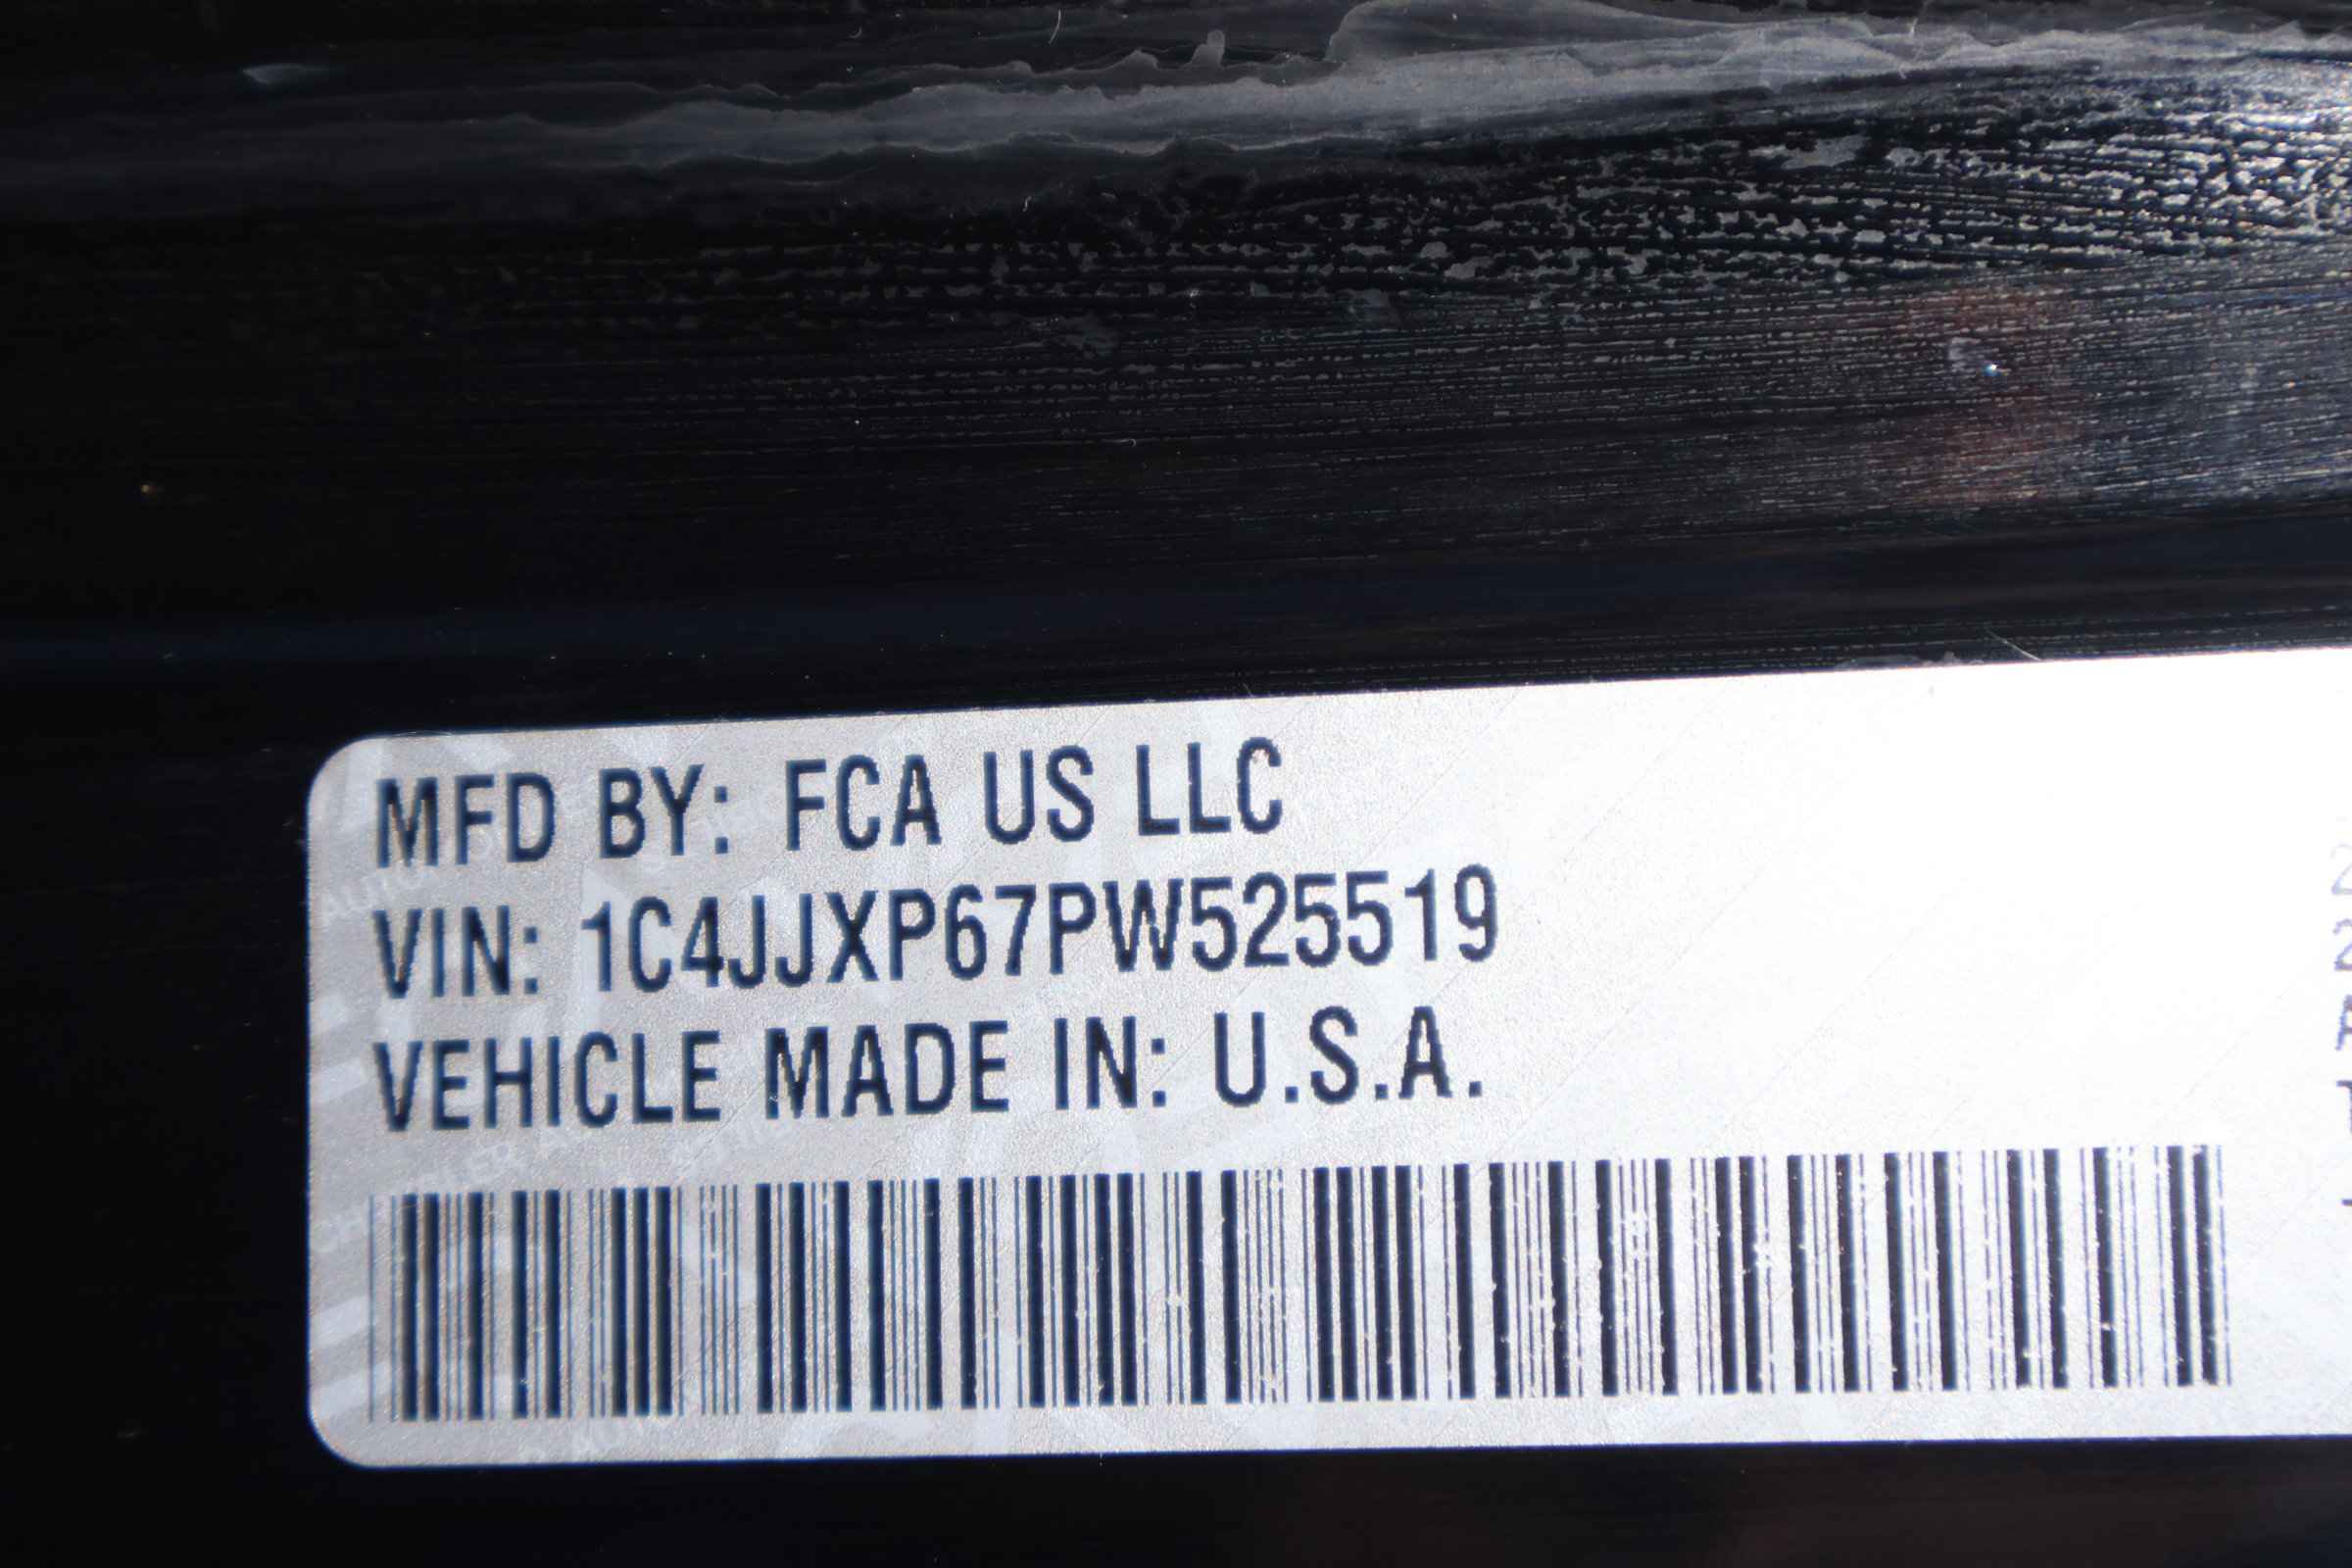 MFD BY: FCA US LLC
VIN: 1C4JJXP67PW525519
VEHICLE MADE IN: U.S.A.